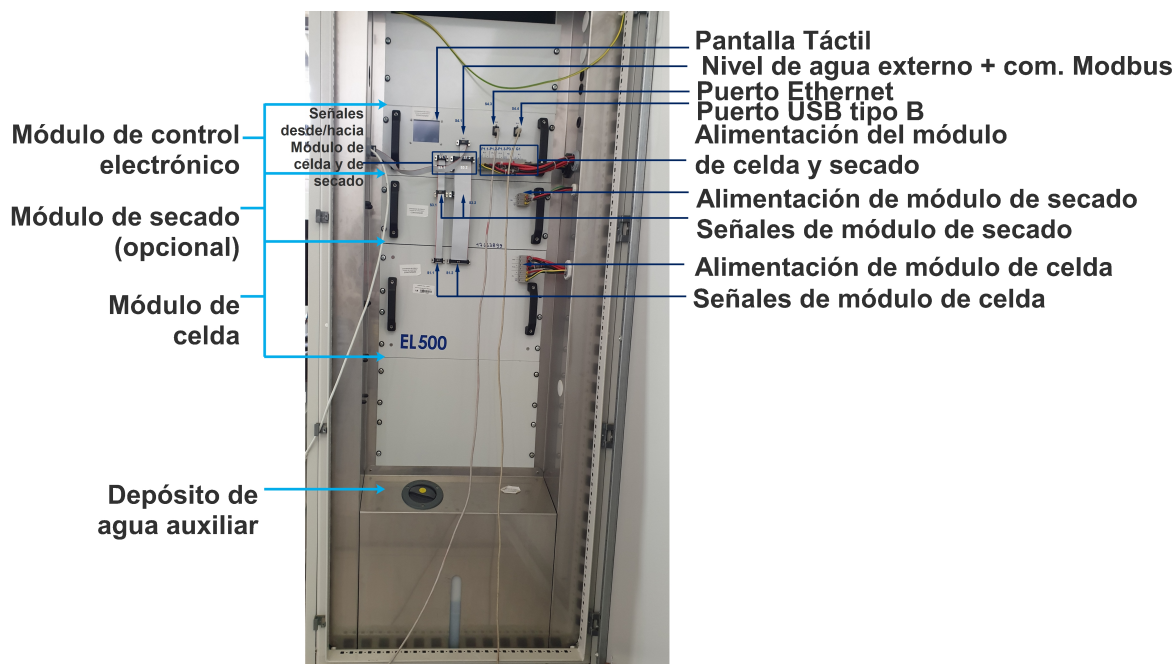 Pantalla Táctil
Nivel de agua externo + com. Modbus
Puerto Ethernet
Puerto USB tipo B
Alimentación del módulo
de celda y secado
Alimentación de módulo de secado
Señales de módulo de secado
Alimentación de módulo de celda
Señales de módulo de celda
Señales
desde/hacia
Módulo de
celda y de
secado
Módulo de control
electrónico
Módulo de secado
(opcional)
Módulo de
celda
Depósito de
agua auxiliar
EL500